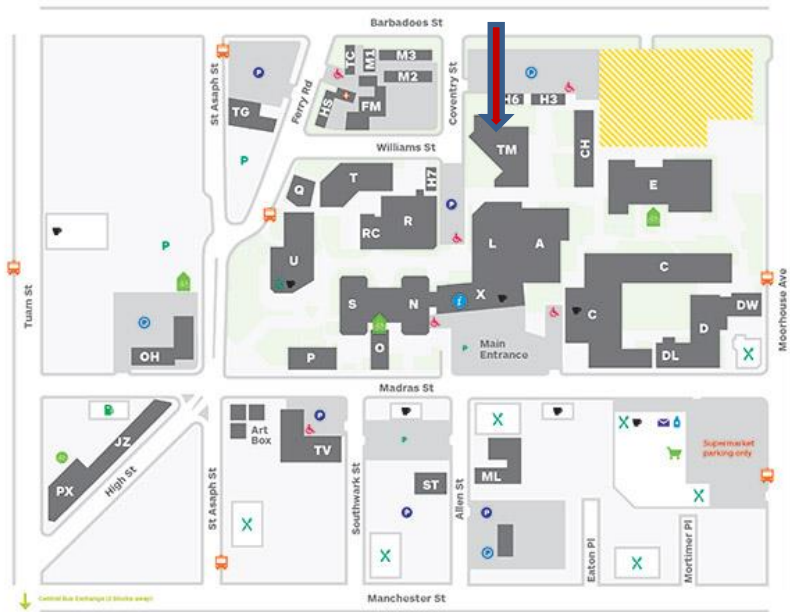 Barbadoes St
St Asaph St
P
TG
P
Ferry Rd
TC
M1
M3
M2
HS
FM
Coventry St
P
H6
H3
TM
CH
E
Williams St
Q
T
H7
P
R
RC
U
L
A
P
S
N
i
X
C
C
D
DW
DL
O
P
P
Main
Entrance
P
OH
Tuam St
Moorhouse Ave
Madras St
JZ
PX
High St
St Asaph St
Art
Box
P
TV
Southwark St
P
ST
P
Allen St
ML
P
P
Eaton Pl
Mortimer Pl
Supermarket
parking only
Central Bus Exchange (2 blocks away)
Manchester St